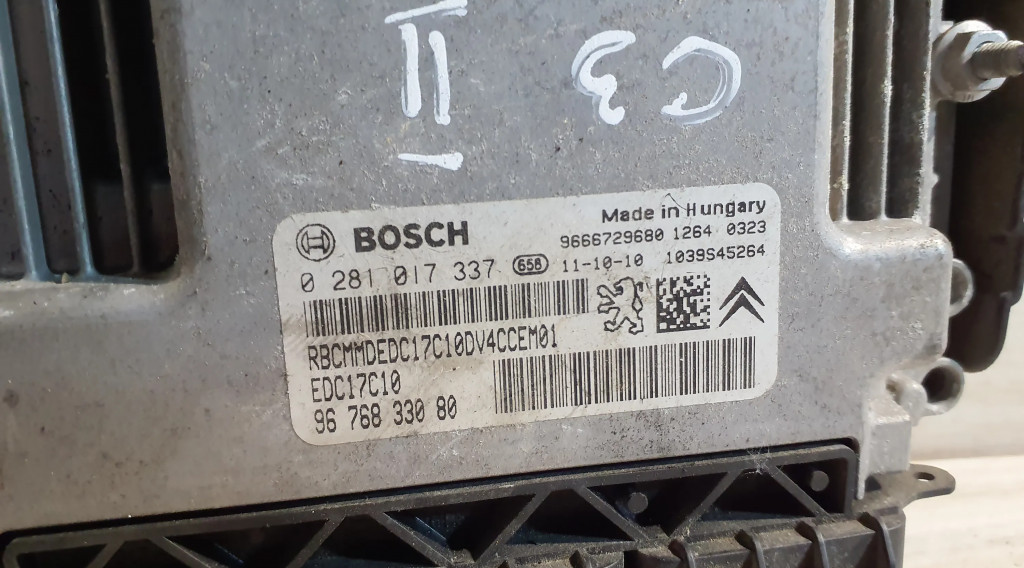 C3
II
BOSCH
Made in Hungary
9666729680 1264 0323
0 281 017 337 658 11-10-10 1039S45264
RBCMMDEDC17C10DV4CCEM01
EDC17C10
96 768 330 80